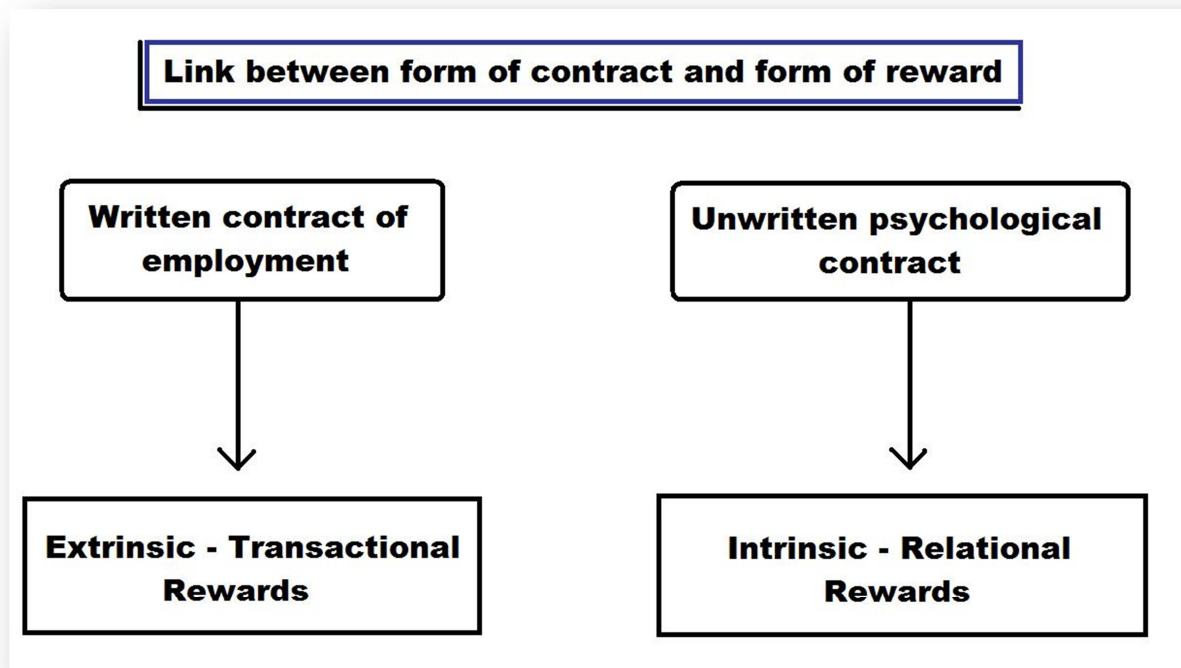 Link between form of contract and form of reward
Written contract of
employment
Unwritten psychological
contract
Extrinsic - Transactional
Rewards
Intrinsic - Relational
Rewards